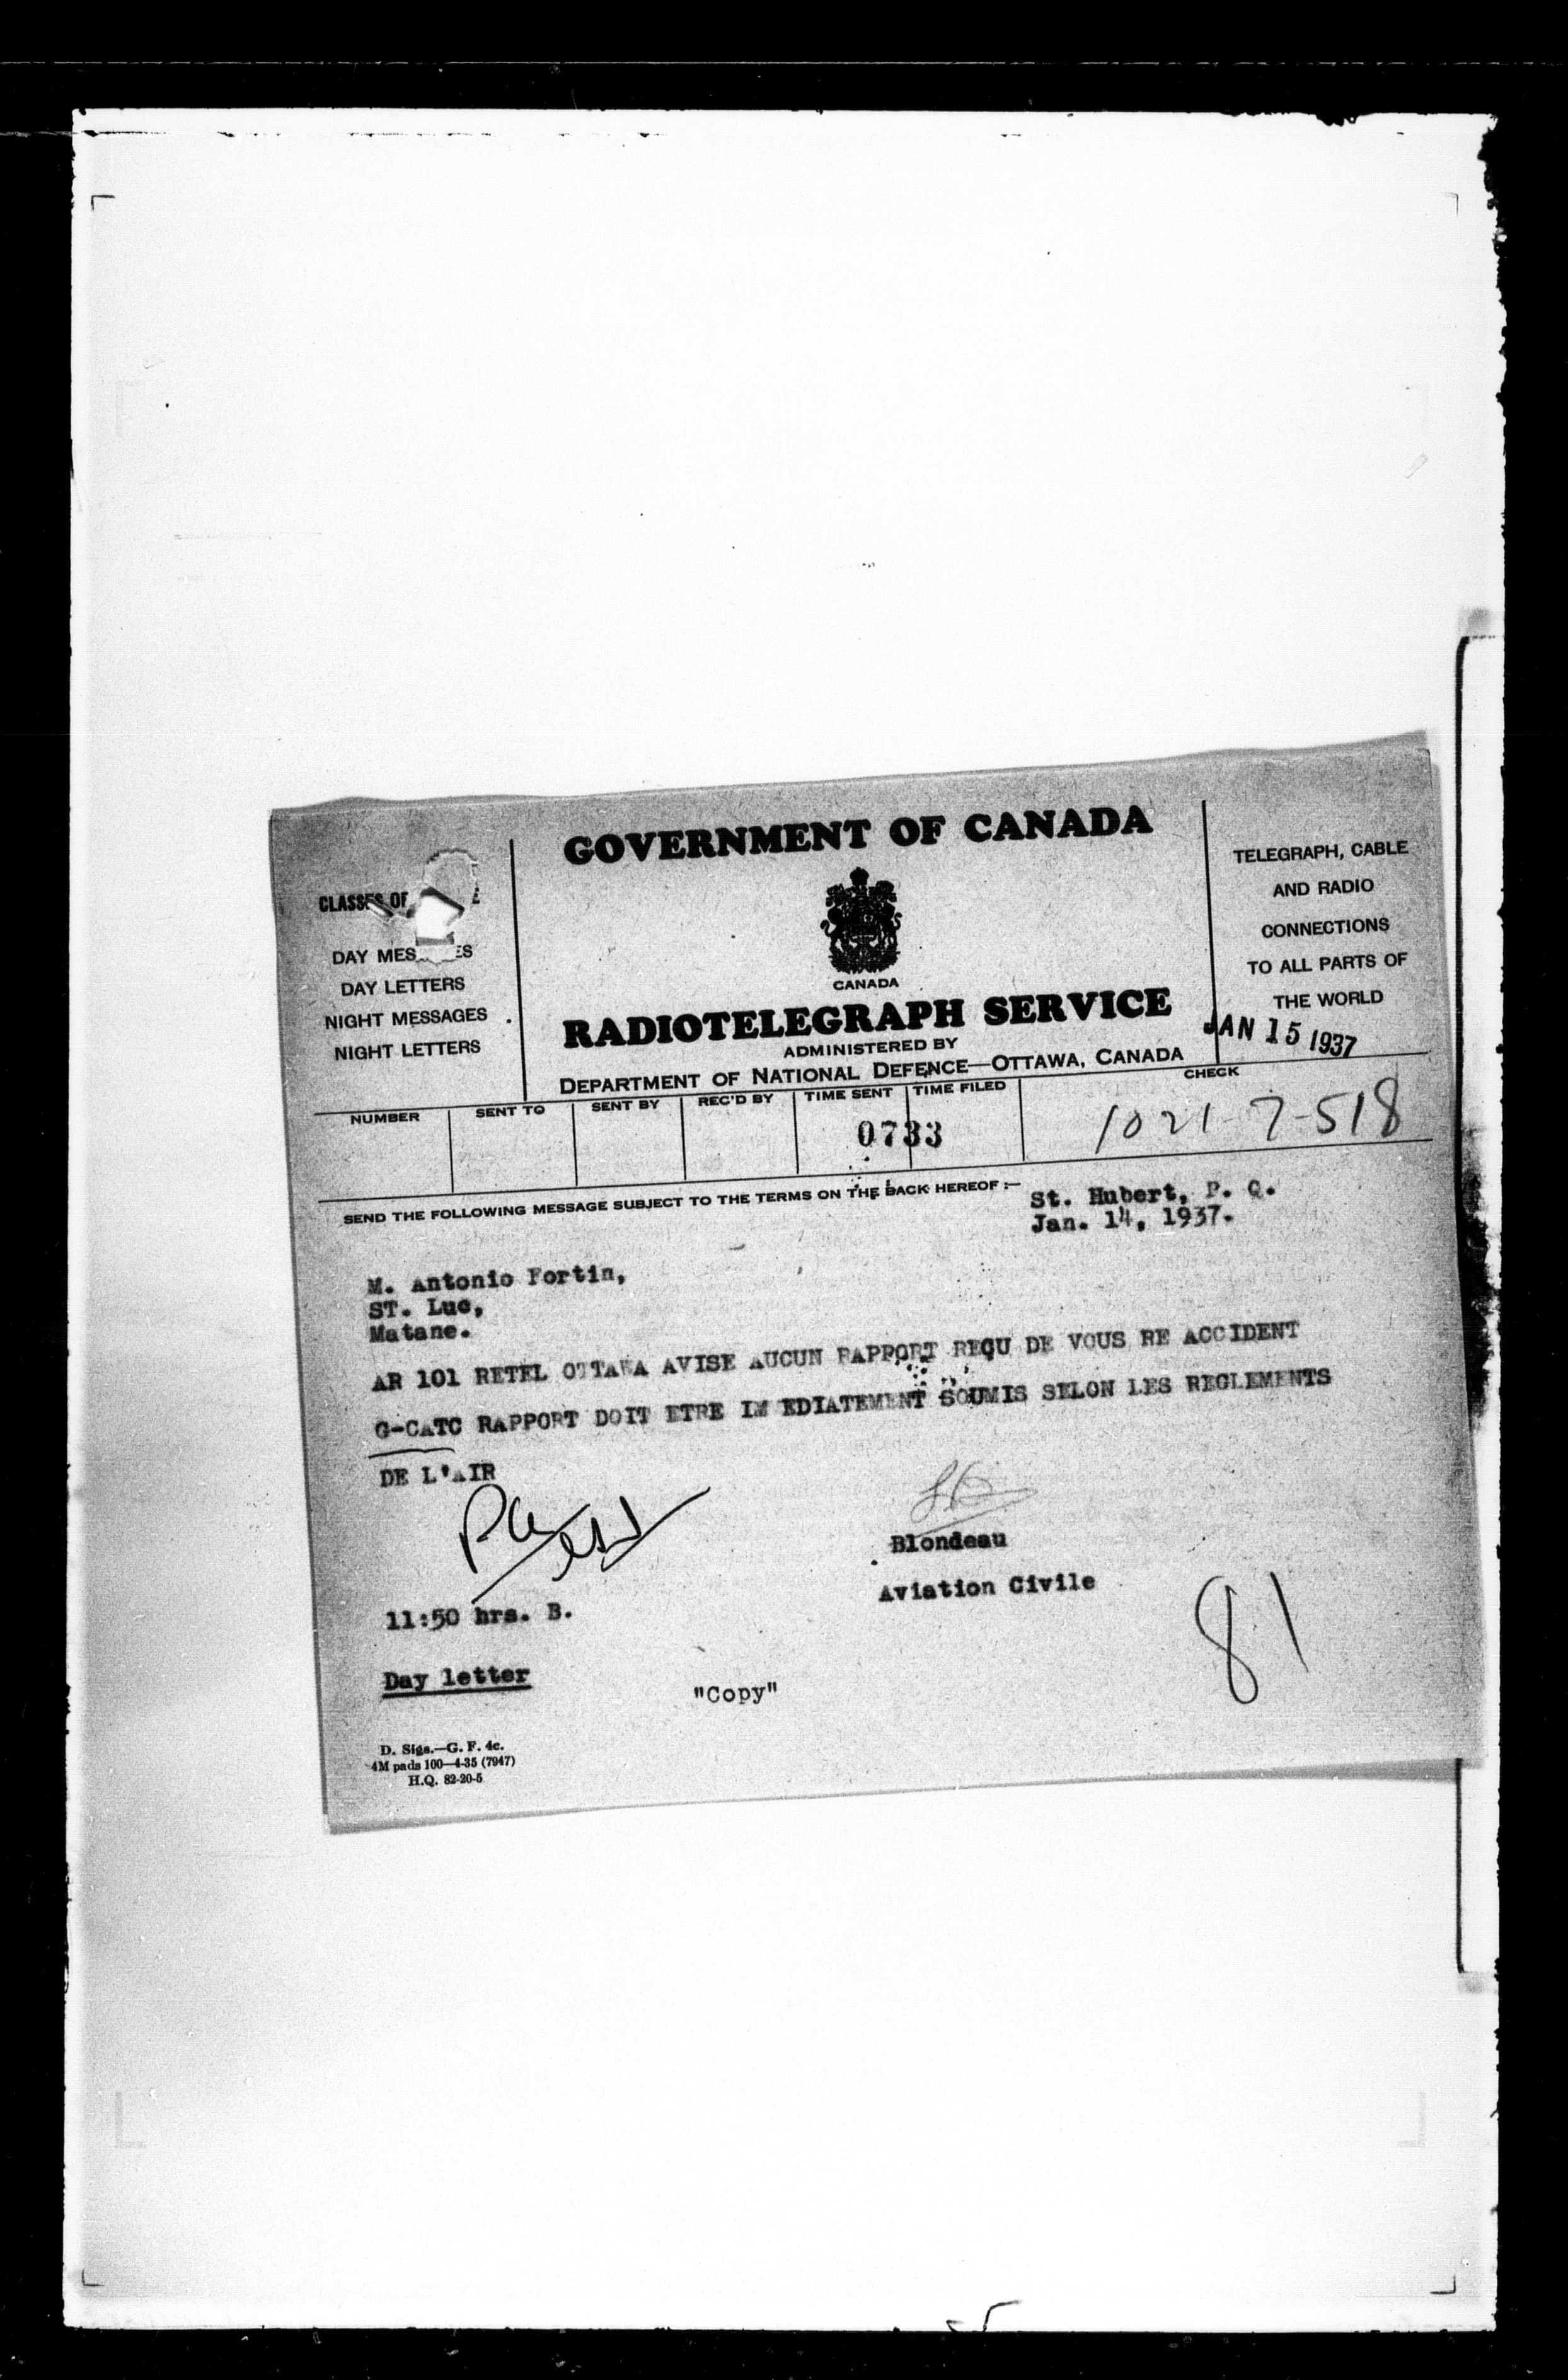 GOVERNMENT OF CANADA
CLASSES OF
DAY MES ES
DAY LETTERS
NIGHT MESSAGES
NIGHT LETTERS
CANADA
RADIOTELEGRAPH SERVICE
ADMINISTERED BY
DEPARTMENT OF NATIONAL DEFENCE—OTTAWA, CANADA
TELEGRAPH, CABLE
AND RADIO
CONNECTIONS
TO ALL PARTS OF
THE WORLD
JAN 15 1937
NUMBER SENT TO SENT BY REC'D BY TIME SENT TIME FILED CHECK
0733 1021-7-518
SEND THE FOLLOWING MESSAGE SUBJECT TO THE TERMS ON THE BACK HEREOF :—
St. Hubert, P. Q.
Jan. 14, 1937.
M. Antonio Fortin,
ST. Luc,
Matane.
AR 101 RETEL OTTAWA AVISE AUCUN RAPPORT REÇU DE VOUS RE ACCIDENT
G-CATC RAPPORT DOIT ETRE IM EDIATEMENT SOUMIS SELON LES REGLEMENTS
DE L'AIR
Blondeau
Aviation Civile
11:50 hrs. B.
81
Day letter
"Copy"
D. Sigs.—G. F. 4c.
4M pads 100—4-35 (7947)
H.Q. 82-20-5